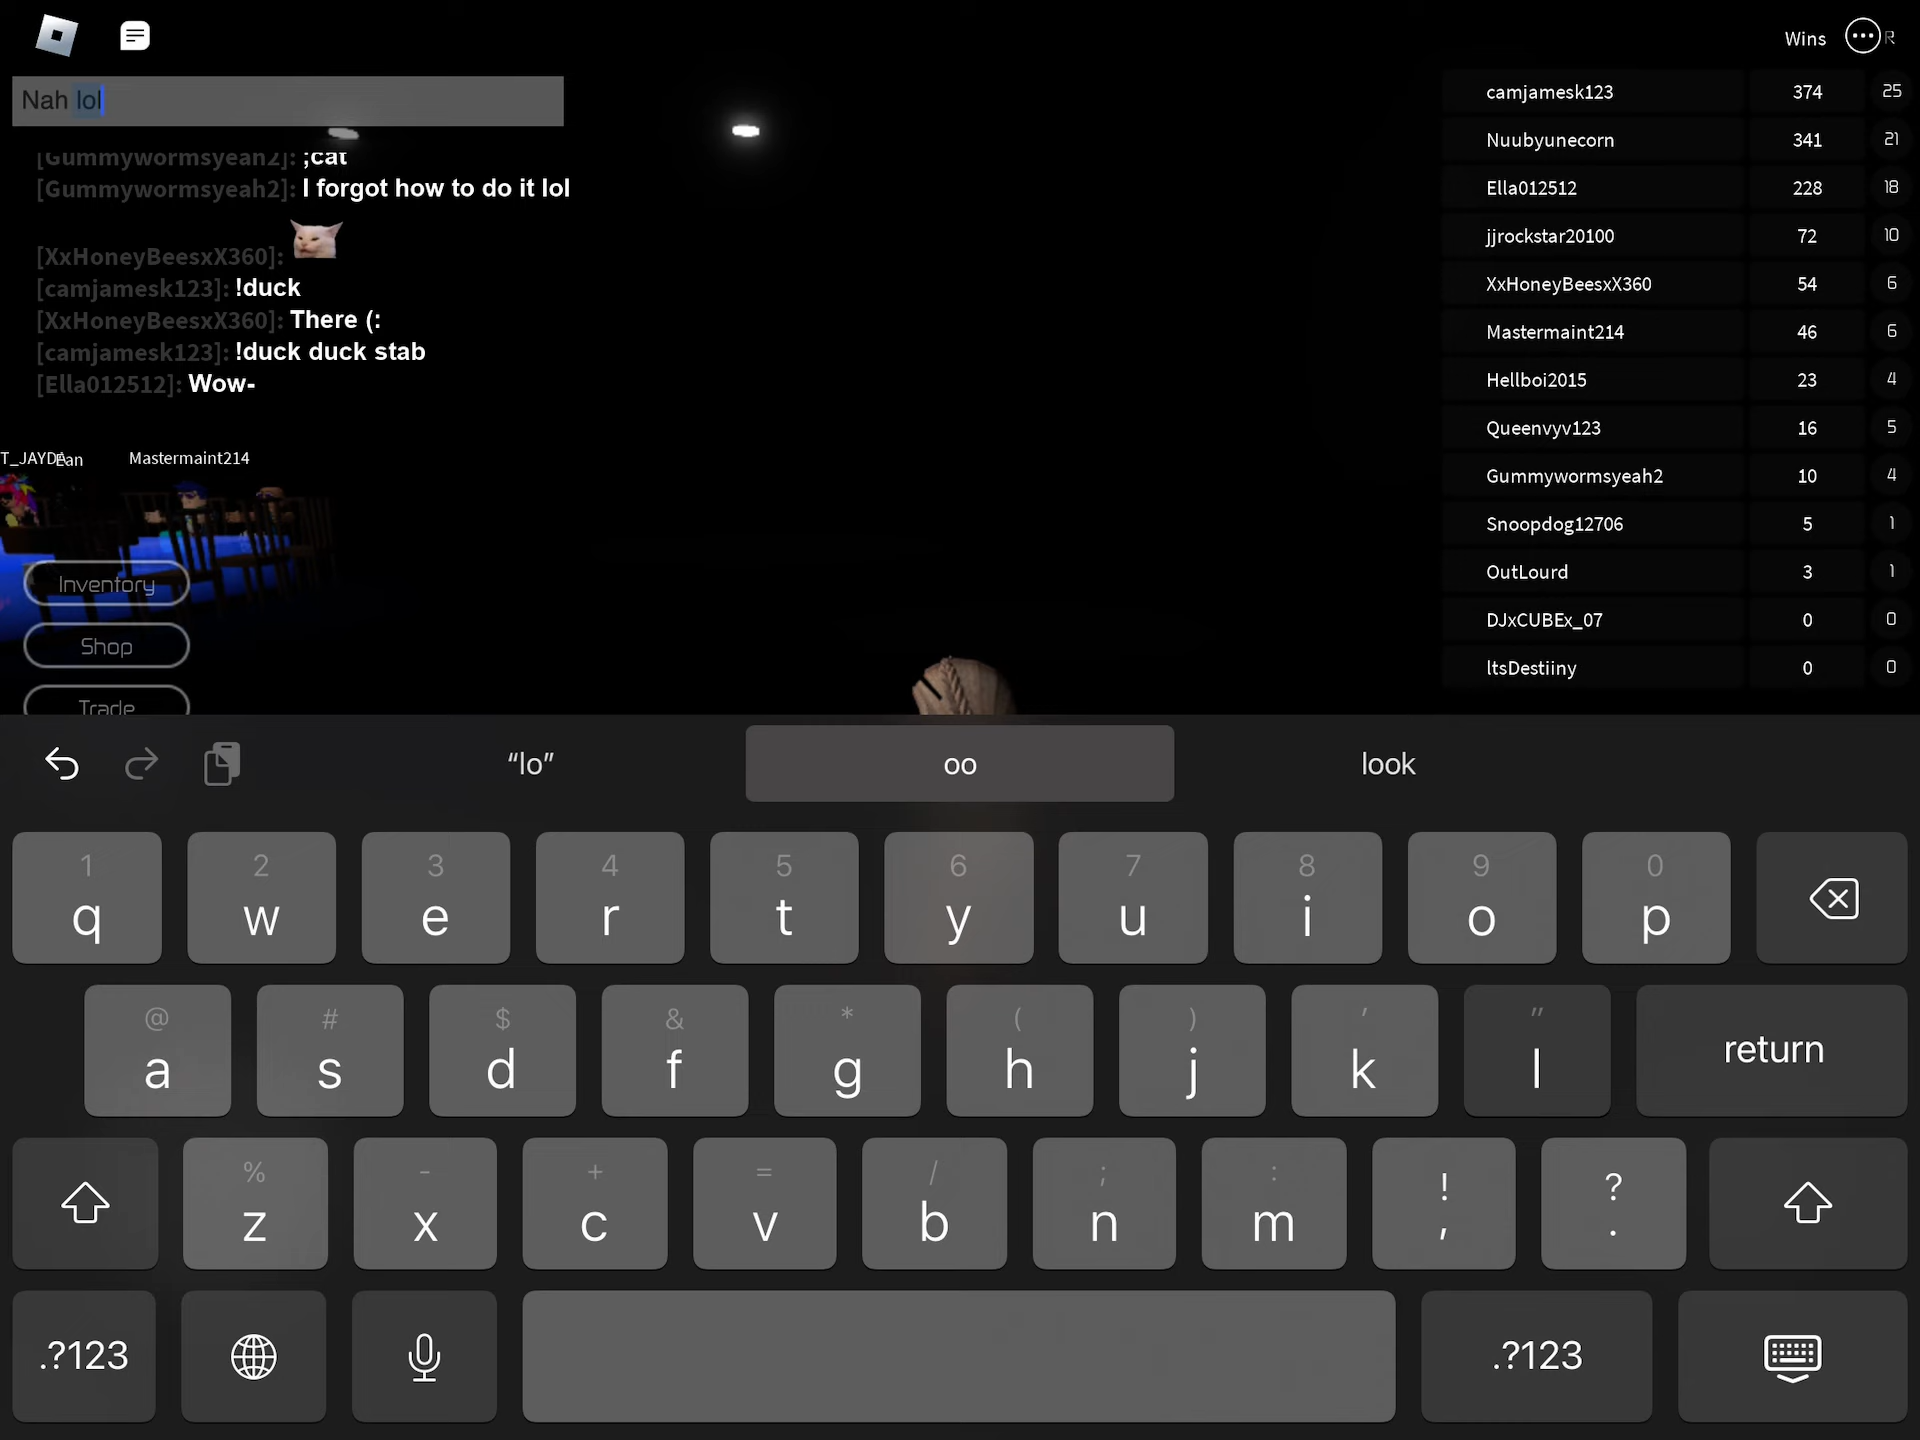 Wins R
Nah lol
[Gummywormsyeah2]: ;cat
[Gummywormsyeah2]: I forgot how to do it lol
[XxHoneyBeesxX360]:
[camjamesk123]: !duck
[XxHoneyBeesxX360]: There (:
[camjamesk123]: !duck duck stab
[Ella012512]: Wow-
camjamesk123 374 25
Nuubyunecorn 341 21
Ella012512 228 18
jjrockstar20100 72 10
XxHoneyBeesxX360 54 6
Mastermaint214 46 6
Hellboi2015 23 4
Queenvyv123 16 5
Gummywormsyeah2 10 4
Snoopdog12706 5 1
OutLourd 3 1
DJxCUBEx_07 0 0
ltsDestiiny 0 0
Mastermaint214
Inventory
Shop
Trade
“lo” oo look
1 2 3 4 5 6 7 8 9 0
q w e r t y u i o p
@ # $ & * ( ) ' "
a s d f g h j k l return
% - + = / ; : ! ?
z x c v b n m , .
.?123 .?123